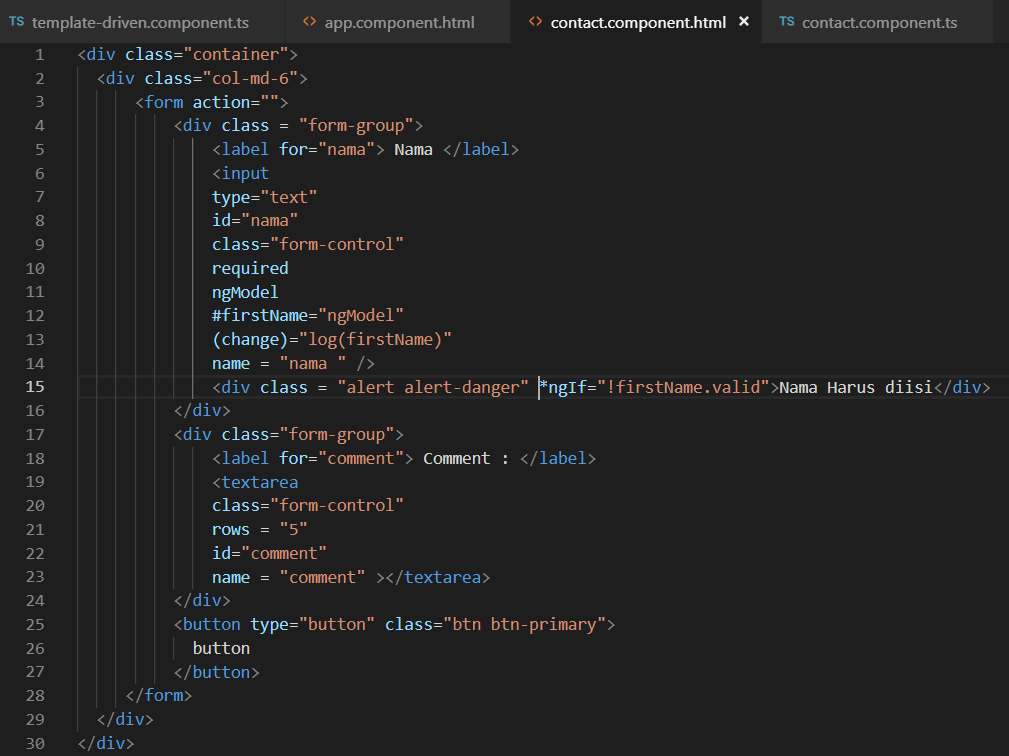 TS template-driven.component.ts <> app.component.html <> contact.component.html × TS contact.component.ts
1 <div class="container">
2 <div class="col-md-6">
3 <form action="">
4 <div class = "form-group">
5 <label for="nama"> Nama </label>
6 <input
7 type="text"
8 id="nama"
9 class="form-control"
10 required
11 ngModel
12 #firstName="ngModel"
13 (change)="log(firstName)"
14 name = "nama " />
15 <div class = "alert alert-danger" *ngIf="!firstName.valid">Nama Harus diisi</div>
16 </div>
17 <div class="form-group">
18 <label for="comment"> Comment : </label>
19 <textarea
20 class="form-control"
21 rows = "5"
22 id="comment"
23 name = "comment" ></textarea>
24 </div>
25 <button type="button" class="btn btn-primary">
26 button
27 </button>
28 </form>
29 </div>
30 </div>